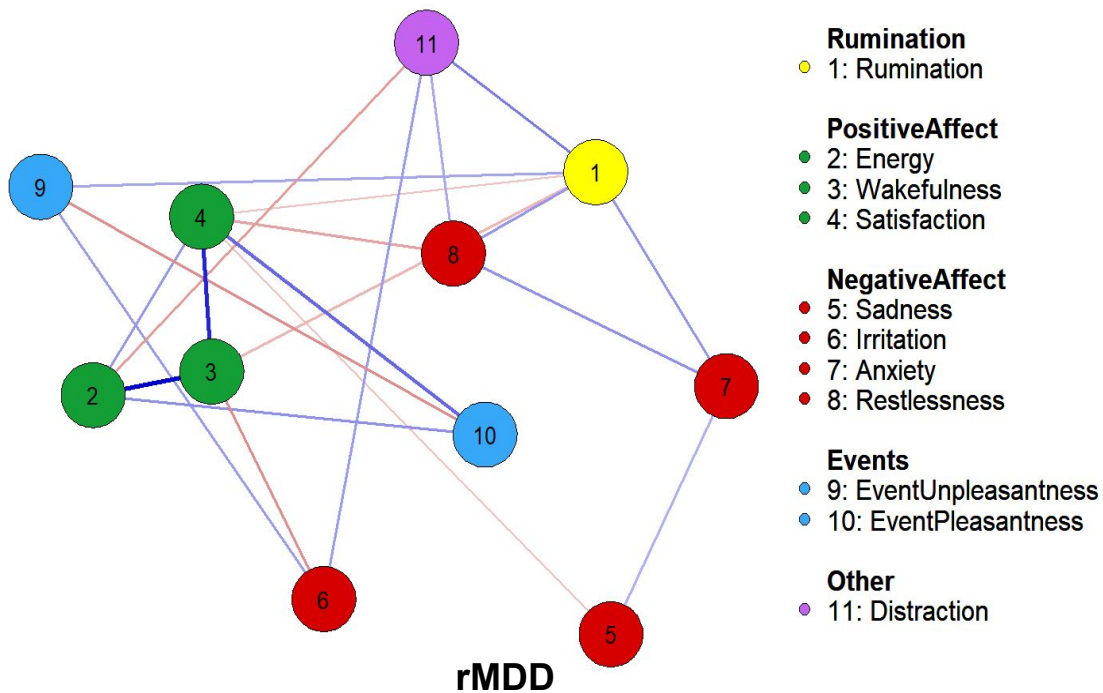 11
9
4
1
8
3
2
7
10
6
5
rMDD
Rumination
1: Rumination
PositiveAffect
2: Energy
3: Wakefulness
4: Satisfaction
NegativeAffect
5: Sadness
6: Irritation
7: Anxiety
8: Restlessness
Events
9: EventUnpleasantness
10: EventPleasantness
Other
11: Distraction